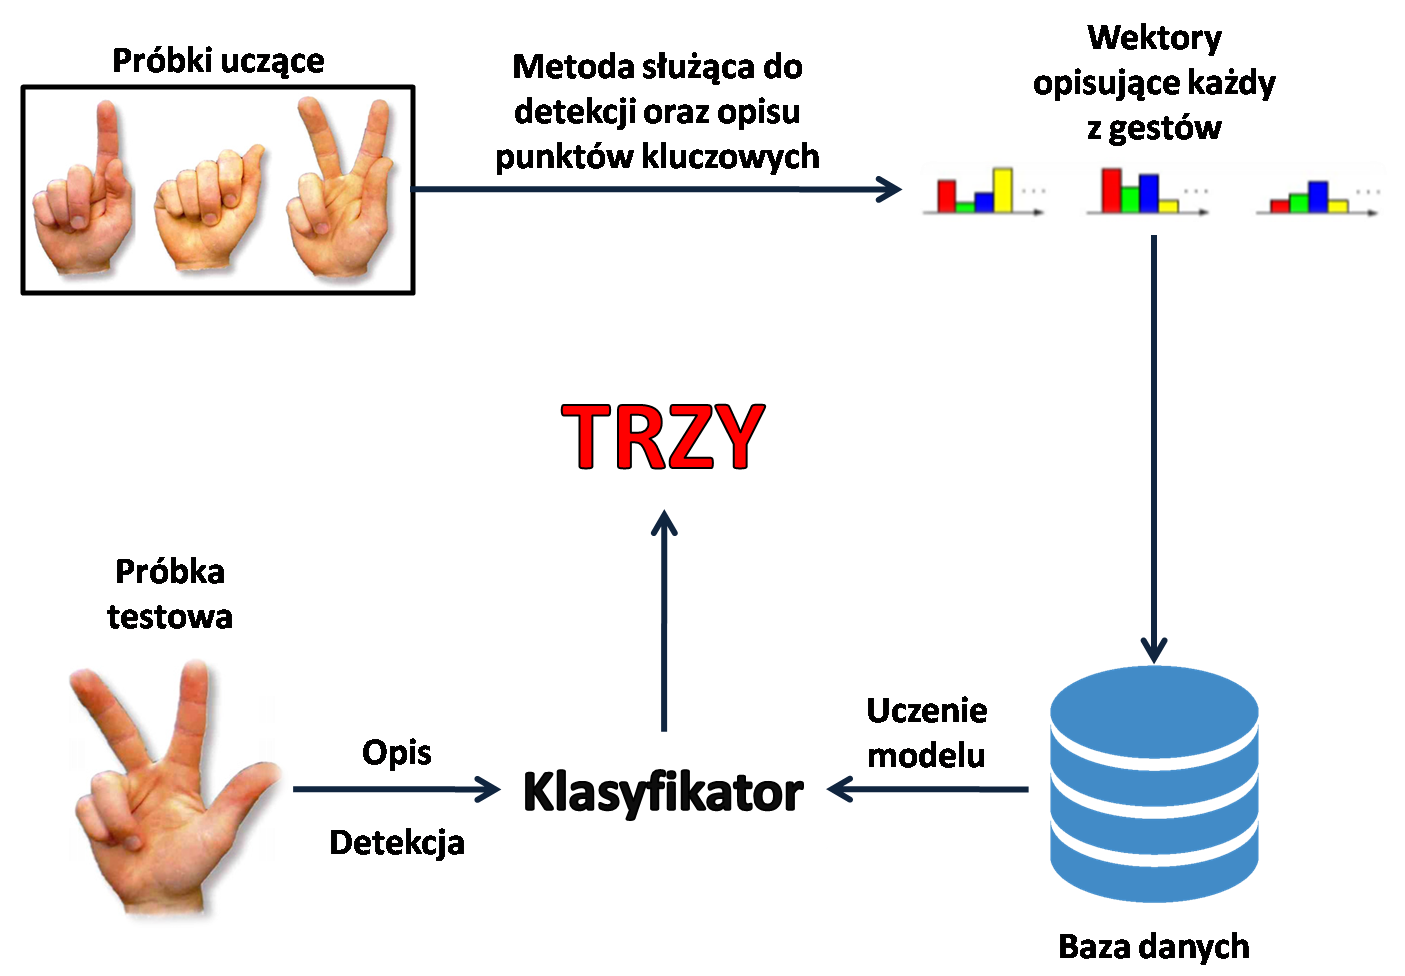 Próbki uczące
Metoda służąca do
detekcji oraz opisu
punktów kluczowych
Wektory
opisujące każdy
z gestów
TRZY
Próbka
testowa
Opis
Detekcja
Klasyfikator
Uczenie
modelu
Baza danych